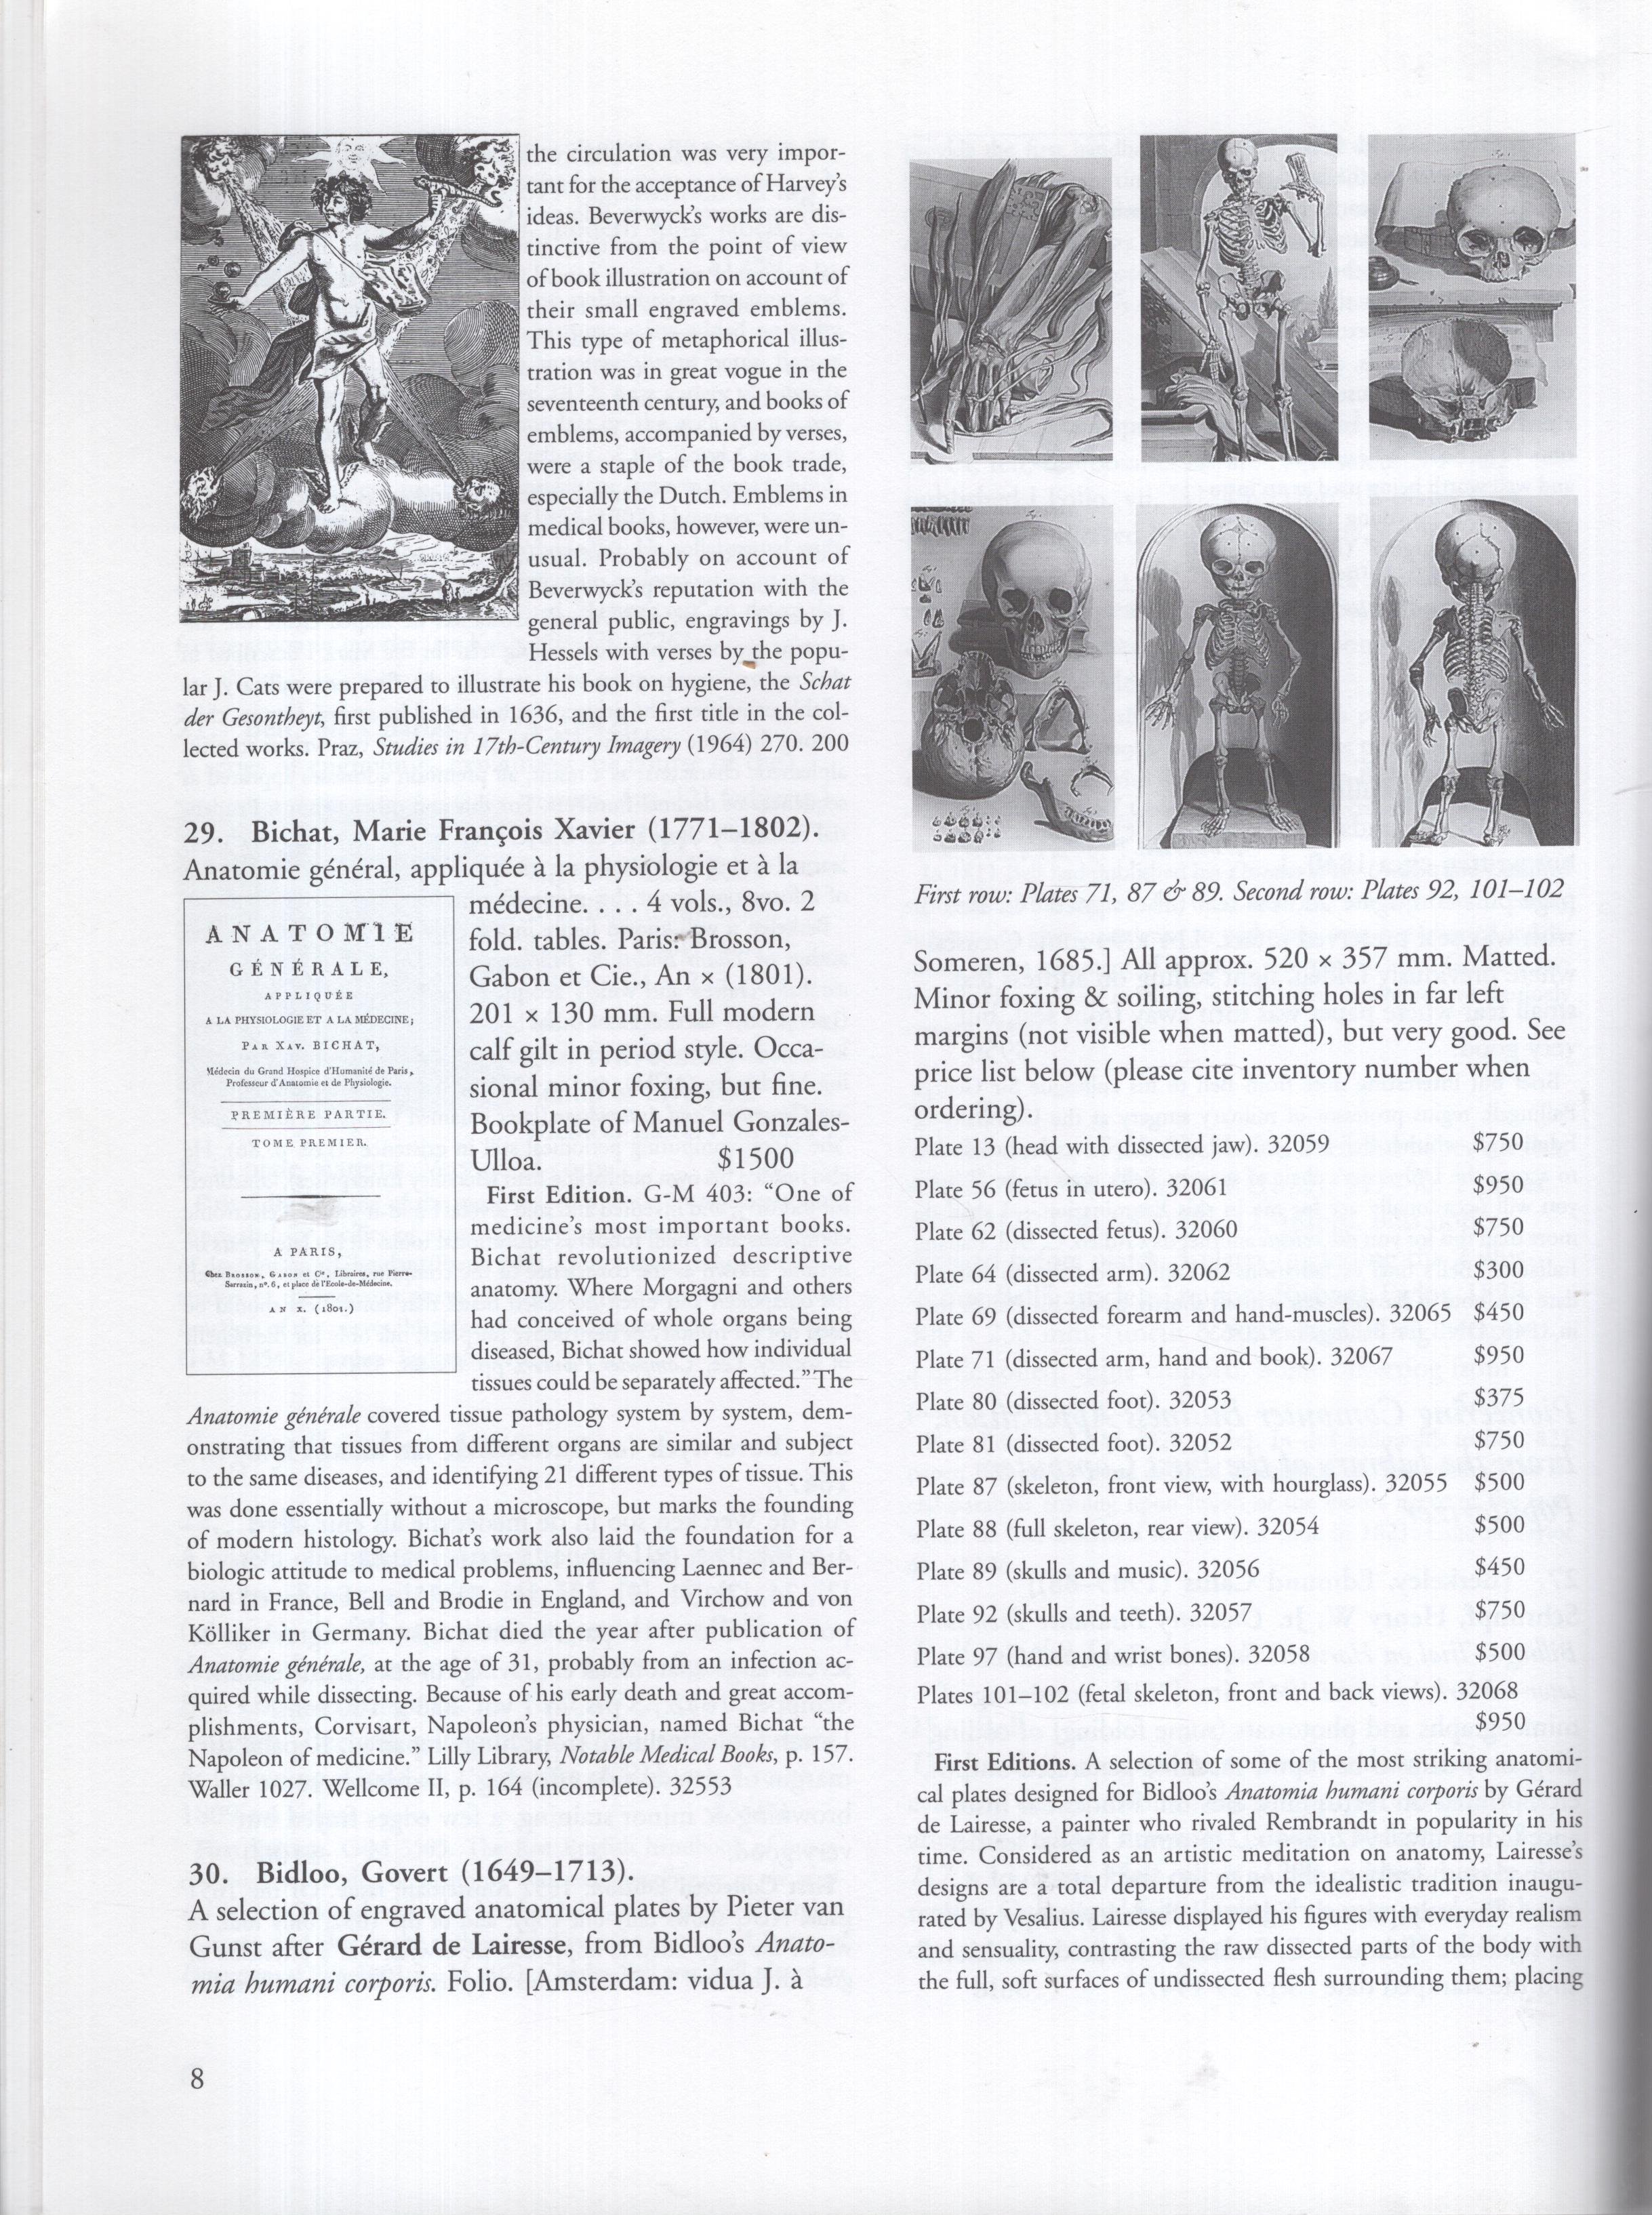 the circulation was very impor-
tant for the acceptance of Harvey's
ideas. Beverwyck's works are dis-
tinctive from the point of view
of book illustration on account of
their small engraved emblems.
This type of metaphorical illus-
tration was in great vogue in the
seventeenth century, and books of
emblems, accompanied by verses,
were a staple of the book trade,
especially the Dutch. Emblems in
medical books, however, were un-
usual. Probably on account of
Beverwyck's reputation with the
general public, engravings by J.
Hessels with verses by the popu-
lar J. Cats were prepared to illustrate his book on hygiene, the Schat
der Gesontheyt, first published in 1636, and the first title in the col-
lected works. Praz, Studies in 17th-Century Imagery (1964) 270. 200
29. Bichat, Marie François Xavier (1771–1802).
Anatomie général, appliquée à la physiologie et à la
médecine. . . . 4 vols., 8vo. 2
fold. tables. Paris: Brosson,
Gabon et Cie., An × (1801).
201 × 130 mm. Full modern
calf gilt in period style. Occa-
sional minor foxing, but fine.
Bookplate of Manuel Gonzales-
Ulloa. $1500
ANATOMIE
GÉNÉRALE,
APPLIQUÉE
A LA PHYSIOLOGIE ET A LA MÉDECINE;
PAR XAV. BICHAT,
Médecin du Grand Hospice d'Humanité de Paris,
Professeur d'Anatomie et de Physiologie.
PREMIÈRE PARTIE.
TOME PREMIER.
A PARIS,
Chez BROSSON, GABON et Cie, Libraires, rue Pierre-
Sarrazin, n°. 6, et place de l'Ecole-de-Médecine.
AN X. (1801.)
First Edition. G-M 403: “One of
medicine's most important books.
Bichat revolutionized descriptive
anatomy. Where Morgagni and others
had conceived of whole organs being
diseased, Bichat showed how individual
tissues could be separately affected.” The
Anatomie générale covered tissue pathology system by system, dem-
onstrating that tissues from different organs are similar and subject
to the same diseases, and identifying 21 different types of tissue. This
was done essentially without a microscope, but marks the founding
of modern histology. Bichat's work also laid the foundation for a
biologic attitude to medical problems, influencing Laennec and Ber-
nard in France, Bell and Brodie in England, and Virchow and von
Kölliker in Germany. Bichat died the year after publication of
Anatomie générale, at the age of 31, probably from an infection ac-
quired while dissecting. Because of his early death and great accom-
plishments, Corvisart, Napoleon's physician, named Bichat “the
Napoleon of medicine.” Lilly Library, Notable Medical Books, p. 157.
Waller 1027. Wellcome II, p. 164 (incomplete). 32553
30. Bidloo, Govert (1649–1713).
A selection of engraved anatomical plates by Pieter van
Gunst after Gérard de Lairesse, from Bidloo's Anato-
mia humani corporis. Folio. [Amsterdam: vidua J. à
8
First row: Plates 71, 87 & 89. Second row: Plates 92, 101–102
Someren, 1685.] All approx. 520 × 357 mm. Matted.
Minor foxing & soiling, stitching holes in far left
margins (not visible when matted), but very good. See
price list below (please cite inventory number when
ordering).
Plate 13 (head with dissected jaw). 32059 $750
Plate 56 (fetus in utero). 32061 $950
Plate 62 (dissected fetus). 32060 $750
Plate 64 (dissected arm). 32062 $300
Plate 69 (dissected forearm and hand-muscles). 32065 $450
Plate 71 (dissected arm, hand and book). 32067 $950
Plate 80 (dissected foot). 32053 $375
Plate 81 (dissected foot). 32052 $750
Plate 87 (skeleton, front view, with hourglass). 32055 $500
Plate 88 (full skeleton, rear view). 32054 $500
Plate 89 (skulls and music). 32056 $450
Plate 92 (skulls and teeth). 32057 $750
Plate 97 (hand and wrist bones). 32058 $500
Plates 101–102 (fetal skeleton, front and back views). 32068
$950
First Editions. A selection of some of the most striking anatomi-
cal plates designed for Bidloo's Anatomia humani corporis by Gérard
de Lairesse, a painter who rivaled Rembrandt in popularity in his
time. Considered as an artistic meditation on anatomy, Lairesse's
designs are a total departure from the idealistic tradition inaugu-
rated by Vesalius. Lairesse displayed his figures with everyday realism
and sensuality, contrasting the raw dissected parts of the body with
the full, soft surfaces of undissected flesh surrounding them; placing